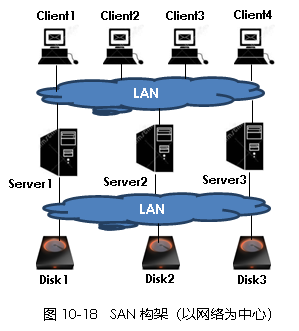 Client1 Client2 Client3 Client4
LAN
Server1 Server2 Server3
LAN
Disk1 Disk2 Disk3
图 10-18 SAN 构架（以网络为中心）